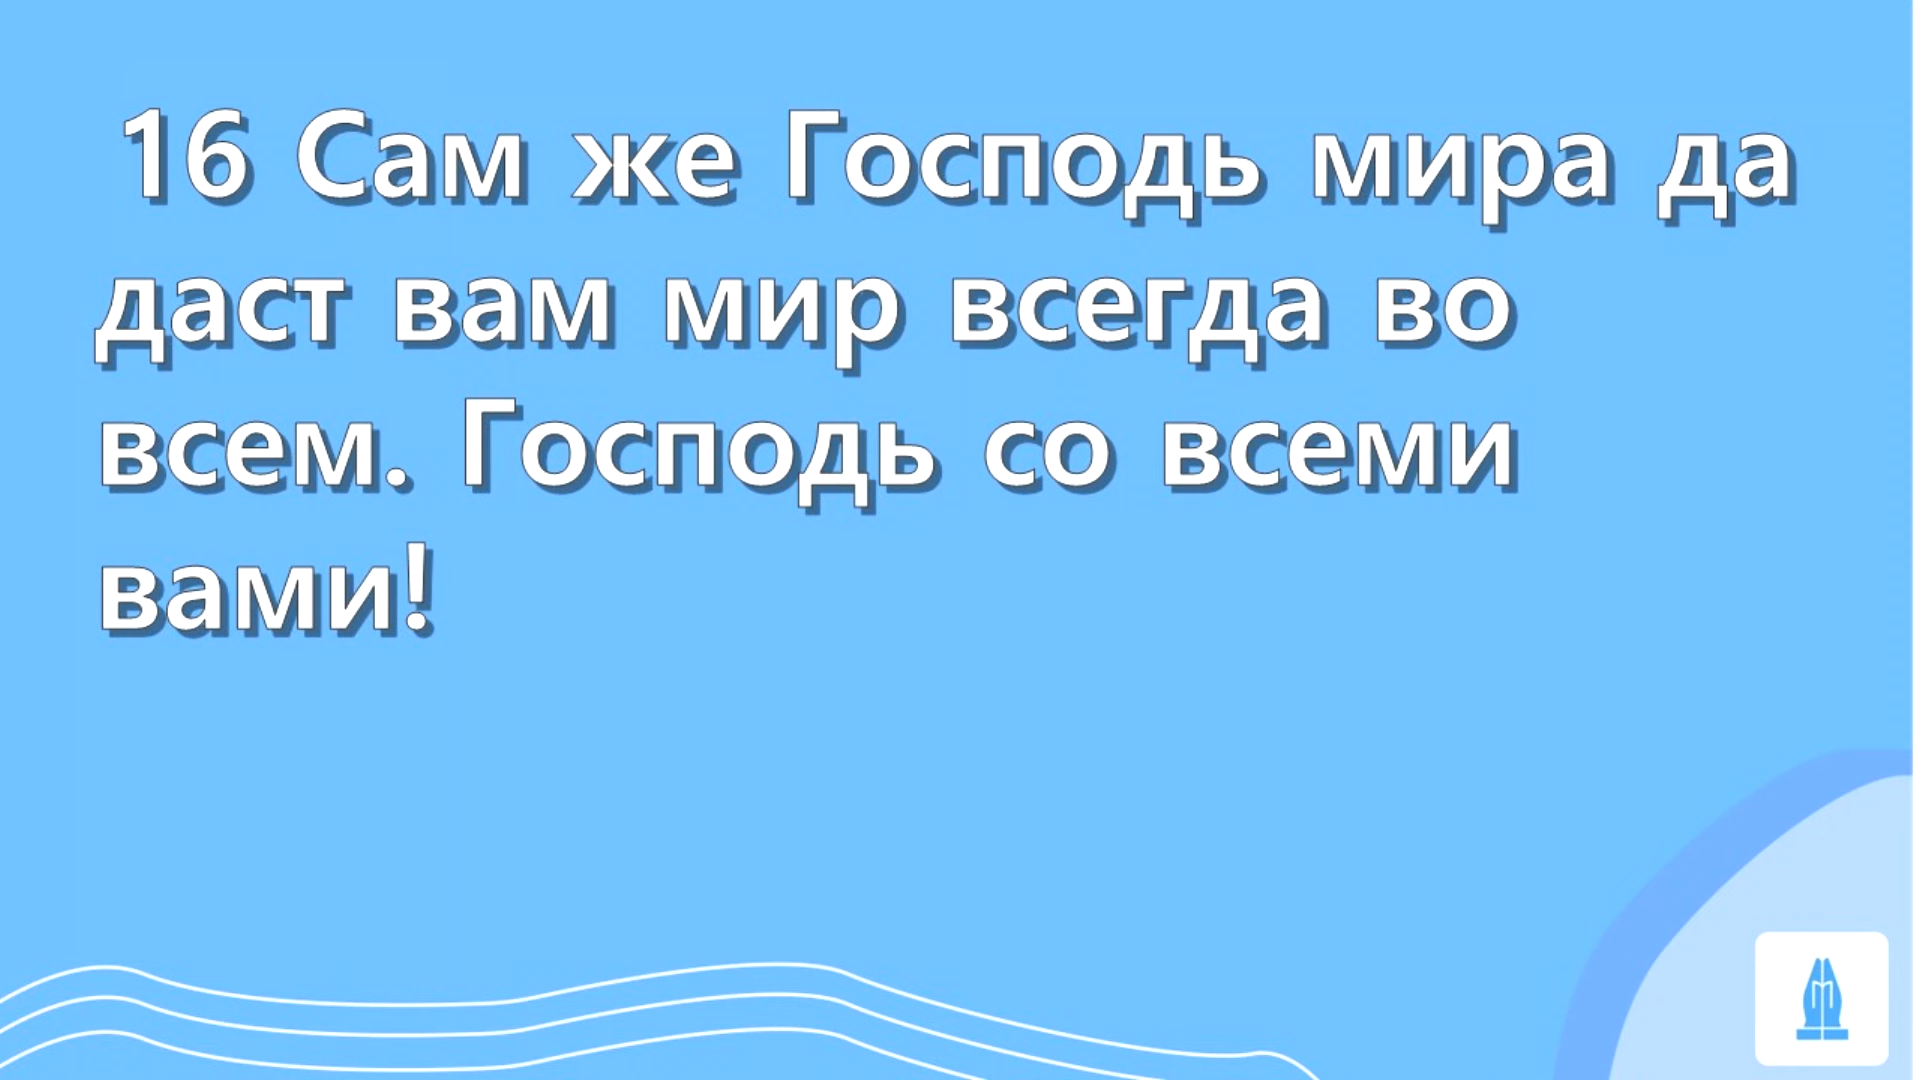 16 Сам же Господь мира да
даст вам мир всегда во
всем. Господь со всеми
вами!